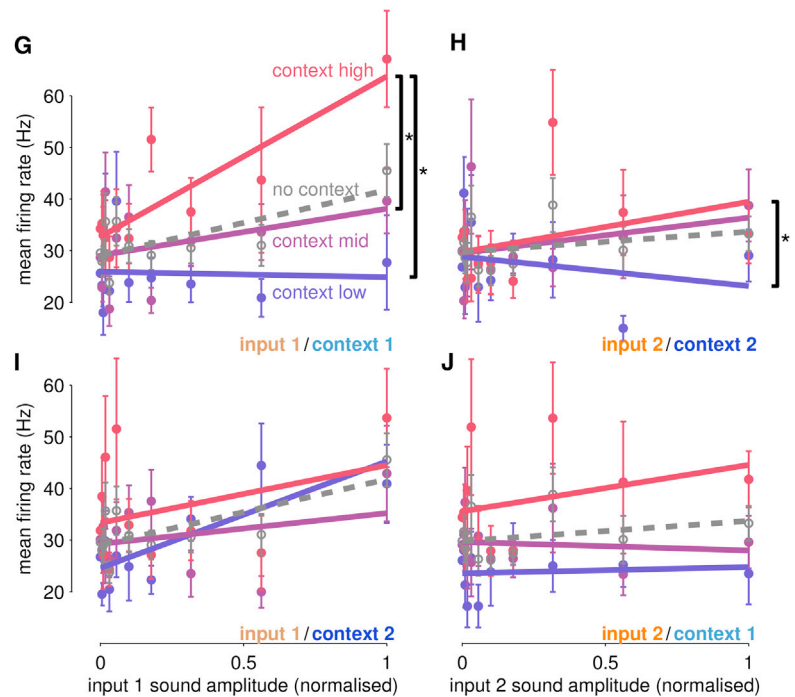 G
H
context high
60
mean firing rate (Hz)
50
*
40
no context
*
30
context mid
*
20
context low
input 1 / context 1
input 2 / context 2
I
J
60
mean firing rate (Hz)
50
40
30
20
input 1 / context 2
input 2 / context 1
0 0.5 1
0 0.5 1
input 1 sound amplitude (normalised)
input 2 sound amplitude (normalised)